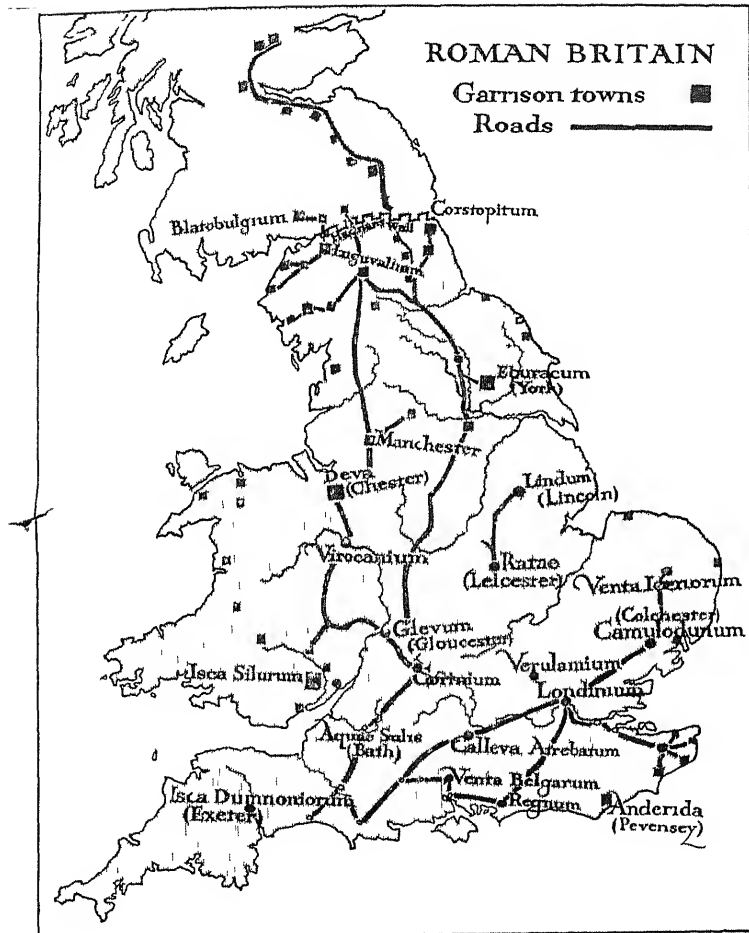 ROMAN BRITAIN
Garrison towns
Roads
Corstopitum
Blatobulgium
Hadrian's Wall
Luguvalium
Eburacum
(York)
Manchester
Deva
(Chester)
Lindum
(Lincoln)
Viroconium
Ratae
(Leicester)
Venta Icenorum
(Colchester)
Camulodunum
Glevum
(Gloucester)
Verulamium
Isca Silurum
Corinium
Londinium
Aquae Sulis
(Bath)
Calleva Atrebatum
Isca Dumnoniorum
(Exeter)
Venta Belgarum
Regnum
Anderida
(Pevensey)